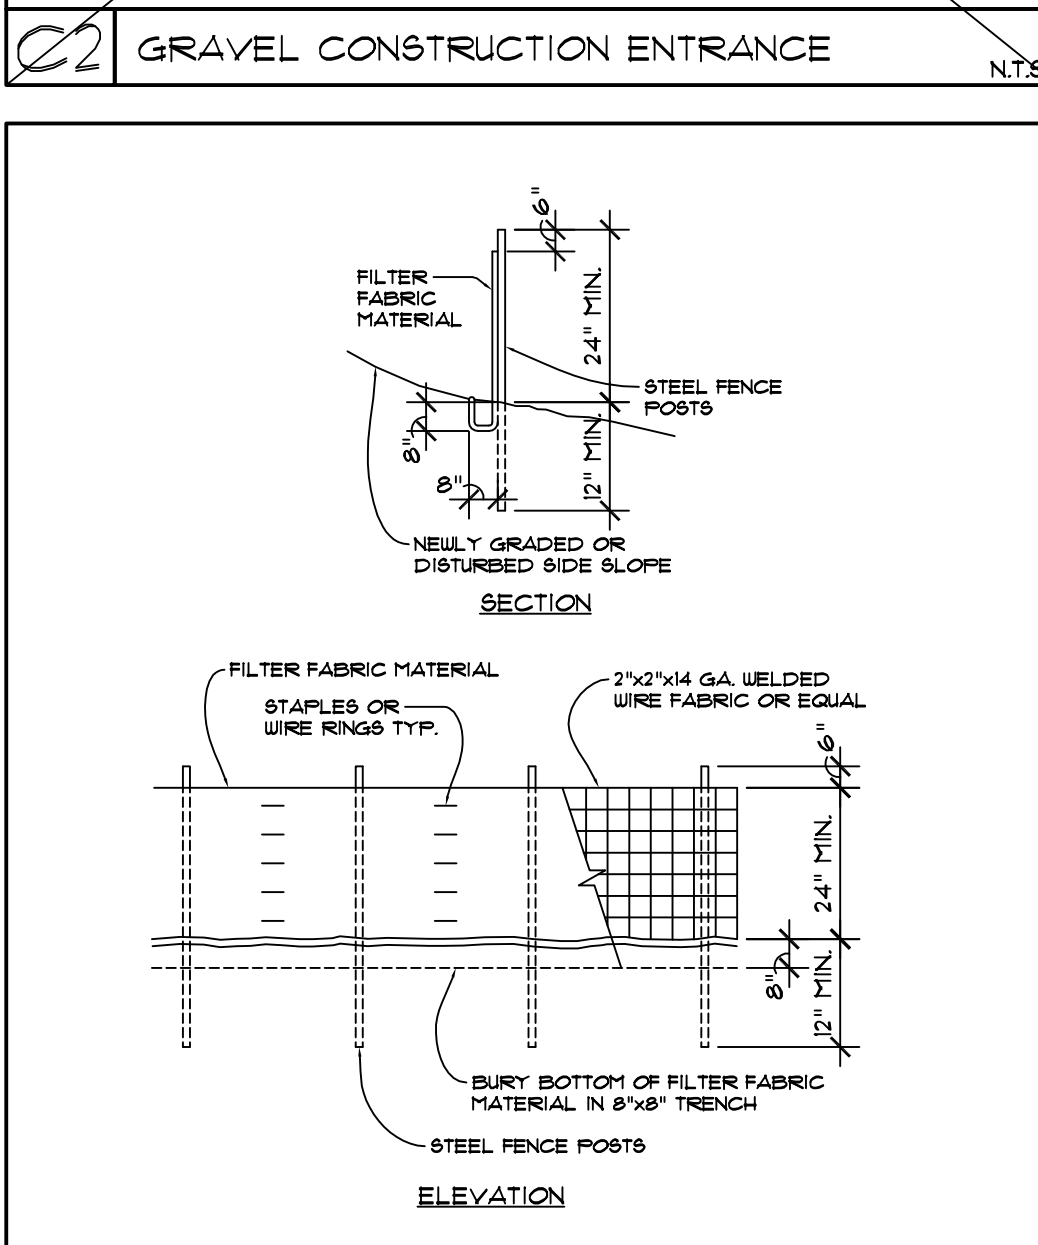 C2
GRAVEL CONSTRUCTION ENTRANCE
N.T.S
6"
FILTER
FABRIC
MATERIAL
24" MIN.
STEEL FENCE
POSTS
8"
12" MIN.
8"
NEWLY GRADED OR
DISTURBED SIDE SLOPE
SECTION
FILTER FABRIC MATERIAL
STAPLES OR
WIRE RINGS TYP.
2"x2"x14 GA. WELDED
WIRE FABRIC OR EQUAL
6"
24" MIN.
8"
12" MIN.
BURY BOTTOM OF FILTER FABRIC
MATERIAL IN 8"x8" TRENCH
STEEL FENCE POSTS
ELEVATION